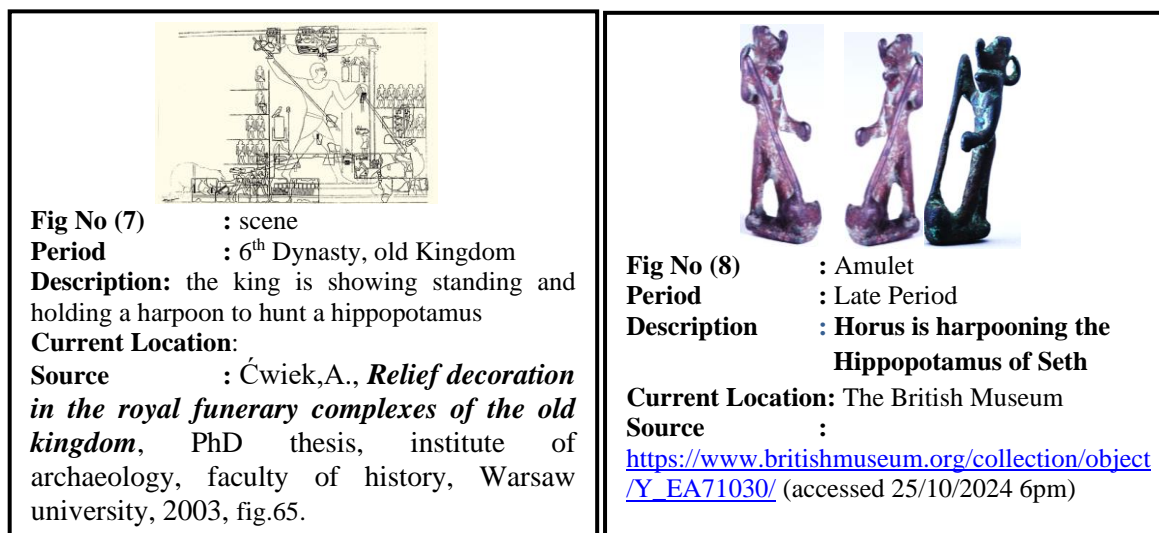 Fig No (7) : scene
Period : 6th Dynasty, old Kingdom
Description: the king is showing standing and
holding a harpoon to hunt a hippopotamus
Current Location:
Source : Ćwiek,A., Relief decoration
in the royal funerary complexes of the old
kingdom, PhD thesis, institute of
archaeology, faculty of history, Warsaw
university, 2003, fig.65.
Fig No (8) : Amulet
Period : Late Period
Description : Horus is harpooning the
Hippopotamus of Seth
Current Location: The British Museum
Source :
https://www.britishmuseum.org/collection/object
/Y_EA71030/ (accessed 25/10/2024 6pm)